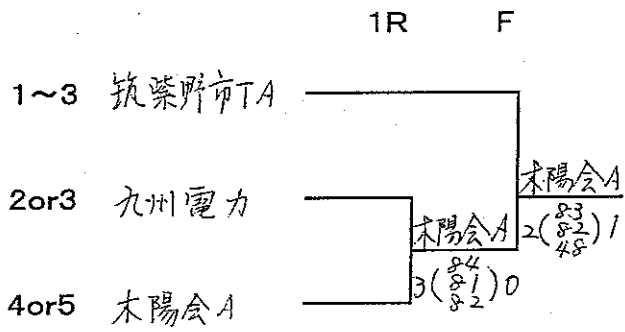 1R F
1~3 筑紫野市TA
木陽会A
2or3 九州電力
2(83 82 48)1
木陽会A
4or5 木陽会A
3(84 81 82)0